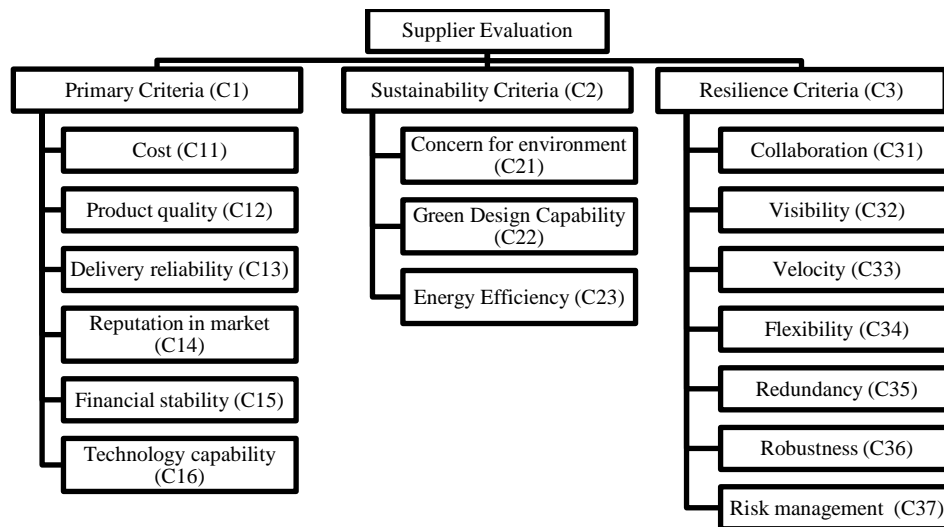 Supplier Evaluation
Primary Criteria (C1)
Cost (C11)
Product quality (C12)
Delivery reliability (C13)
Reputation in market
(C14)
Financial stability (C15)
Technology capability
(C16)
Sustainability Criteria (C2)
Concern for environment
(C21)
Green Design Capability
(C22)
Energy Efficiency (C23)
Resilience Criteria (C3)
Collaboration (C31)
Visibility (C32)
Velocity (C33)
Flexibility (C34)
Redundancy (C35)
Robustness (C36)
Risk management (C37)